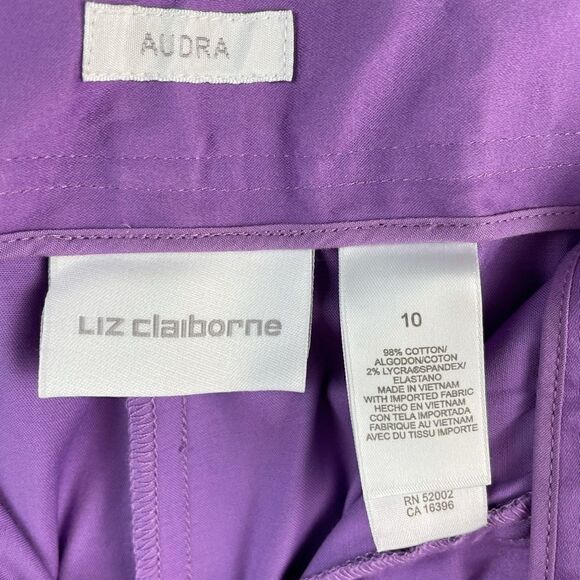 AUDRA
Liz claiborne
10
98% COTTON/
ALGODON/COTON
2% LYCRA®SPANDEX/
ELASTANO
MADE IN VIETNAM
WITH IMPORTED FABRIC
HECHO EN VIETNAM
CON TELA IMPORTADA
FABRIQUE AU VIETNAM
AVEC DU TISSU IMPORTE
RN 52002
CA 16396